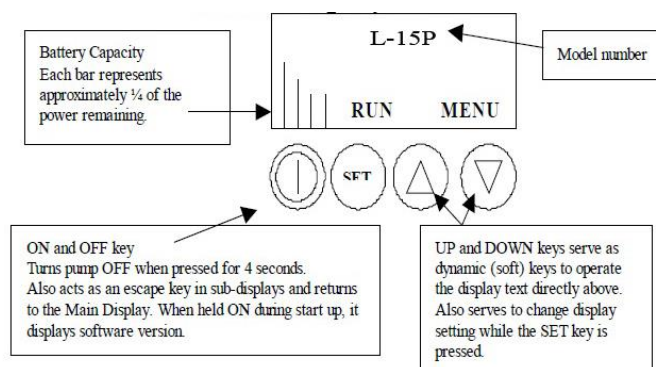 Battery Capacity
Each bar represents
approximately ¼ of the
power remaining.
L-15P
Model number
RUN MENU
SET
ON and OFF key
Turns pump OFF when pressed for 4 seconds.
Also acts as an escape key in sub-displays and returns
to the Main Display. When held ON during start up, it
displays software version.
UP and DOWN keys serve as
dynamic (soft) keys to operate
the display text directly above.
Also serves to change display
setting while the SET key is
pressed.